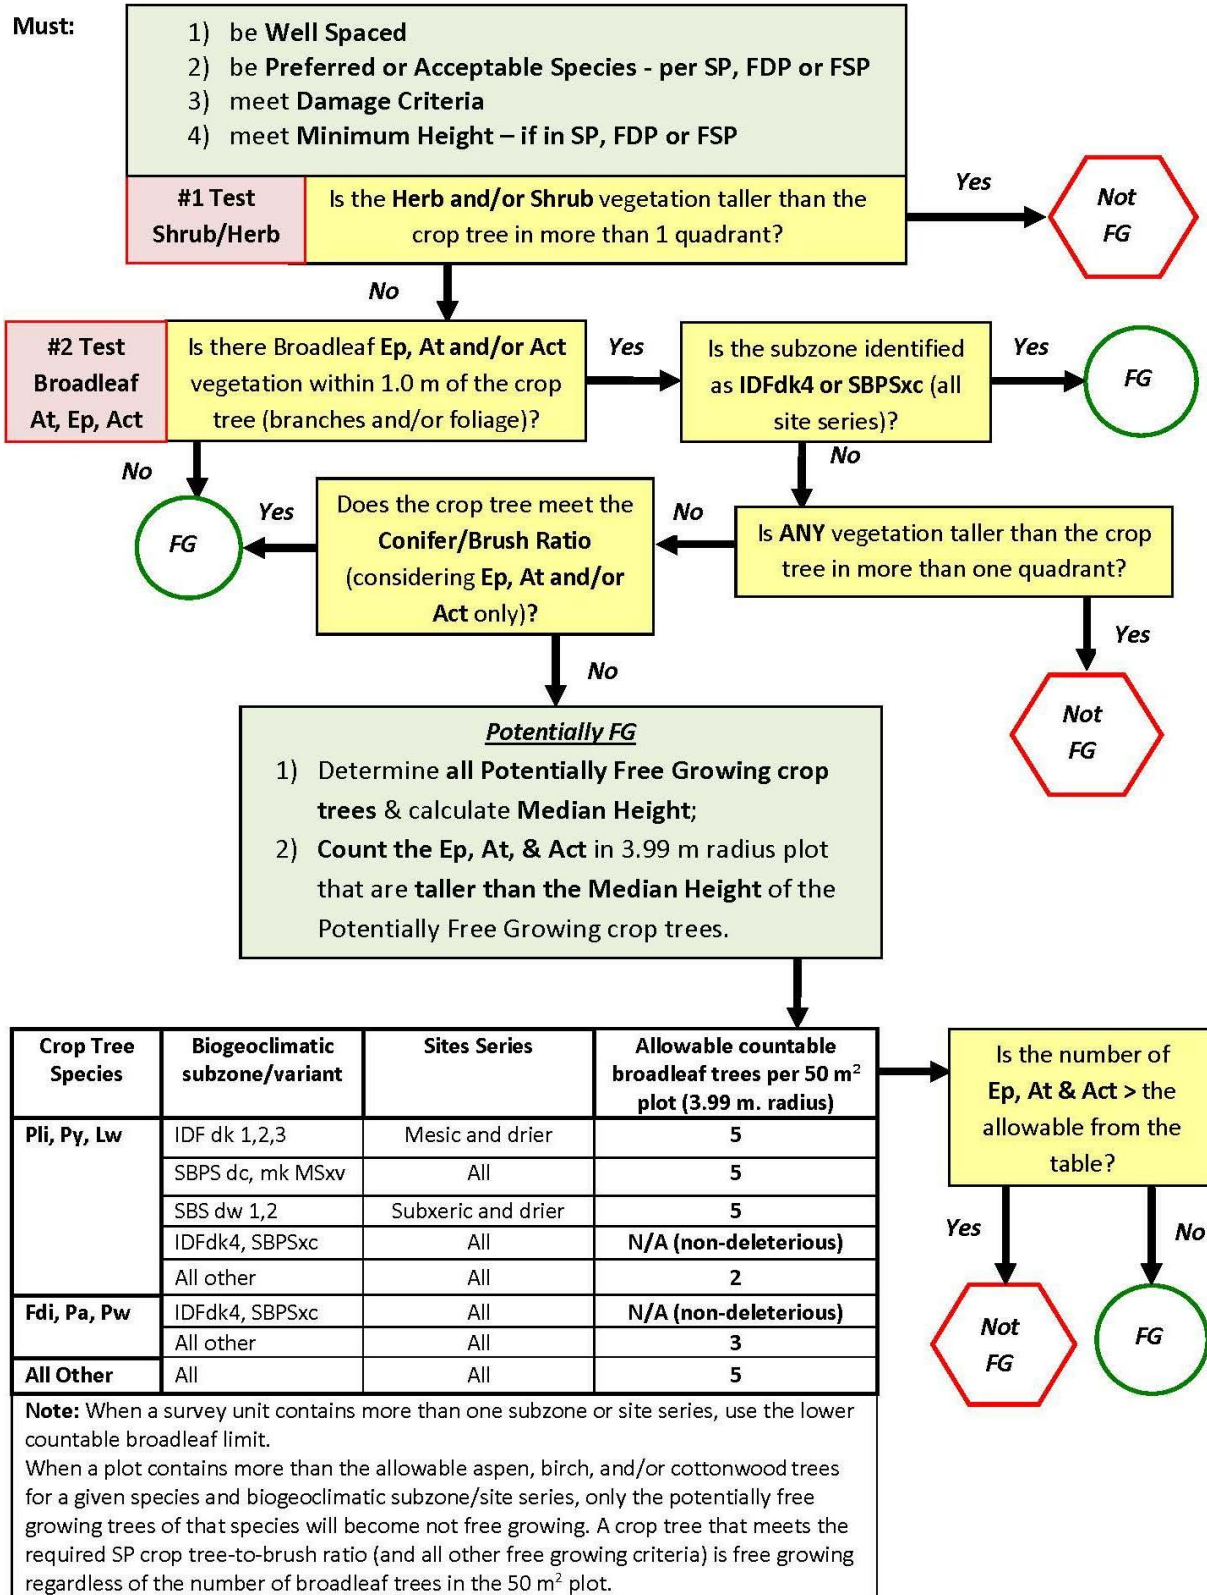 Must:
1) be Well Spaced
2) be Preferred or Acceptable Species - per SP, FDP or FSP
3) meet Damage Criteria
4) meet Minimum Height – if in SP, FDP or FSP
#1 Test
Shrub/Herb
Is the Herb and/or Shrub vegetation taller than the
crop tree in more than 1 quadrant?
Yes
Not
FG
No
#2 Test
Broadleaf
At, Ep, Act
Is there Broadleaf Ep, At and/or Act
vegetation within 1.0 m of the crop
tree (branches and/or foliage)?
Yes
Is the subzone identified
as IDFdk4 or SBPSxc (all
site series)?
Yes
FG
No
No
FG
Yes
Does the crop tree meet the
Conifer/Brush Ratio
(considering Ep, At and/or
Act only)?
No
Is ANY vegetation taller than the crop
tree in more than one quadrant?
Yes
Not
FG
No
Potentially FG
1) Determine all Potentially Free Growing crop
trees & calculate Median Height;
2) Count the Ep, At, & Act in 3.99 m radius plot
that are taller than the Median Height of the
Potentially Free Growing crop trees.
Crop Tree Species Biogeoclimatic subzone/variant Sites Series Allowable countable broadleaf trees per 50 m² plot (3.99 m. radius)
Pli, Py, Lw IDF dk 1,2,3 Mesic and drier 5
SBPS dc, mk MSxv All 5
SBS dw 1,2 Subxeric and drier 5
IDFdk4, SBPSxc All N/A (non-deleterious)
All other All 2
Fdi, Pa, Pw IDFdk4, SBPSxc All N/A (non-deleterious)
All other All 3
All Other All 5
Is the number of
Ep, At & Act > the
allowable from the
table?
Yes
No
Not
FG
FG
Note: When a survey unit contains more than one subzone or site series, use the lower
countable broadleaf limit.
When a plot contains more than the allowable aspen, birch, and/or cottonwood trees
for a given species and biogeoclimatic subzone/site series, only the potentially free
growing trees of that species will become not free growing. A crop tree that meets the
required SP crop tree-to-brush ratio (and all other free growing criteria) is free growing
regardless of the number of broadleaf trees in the 50 m² plot.